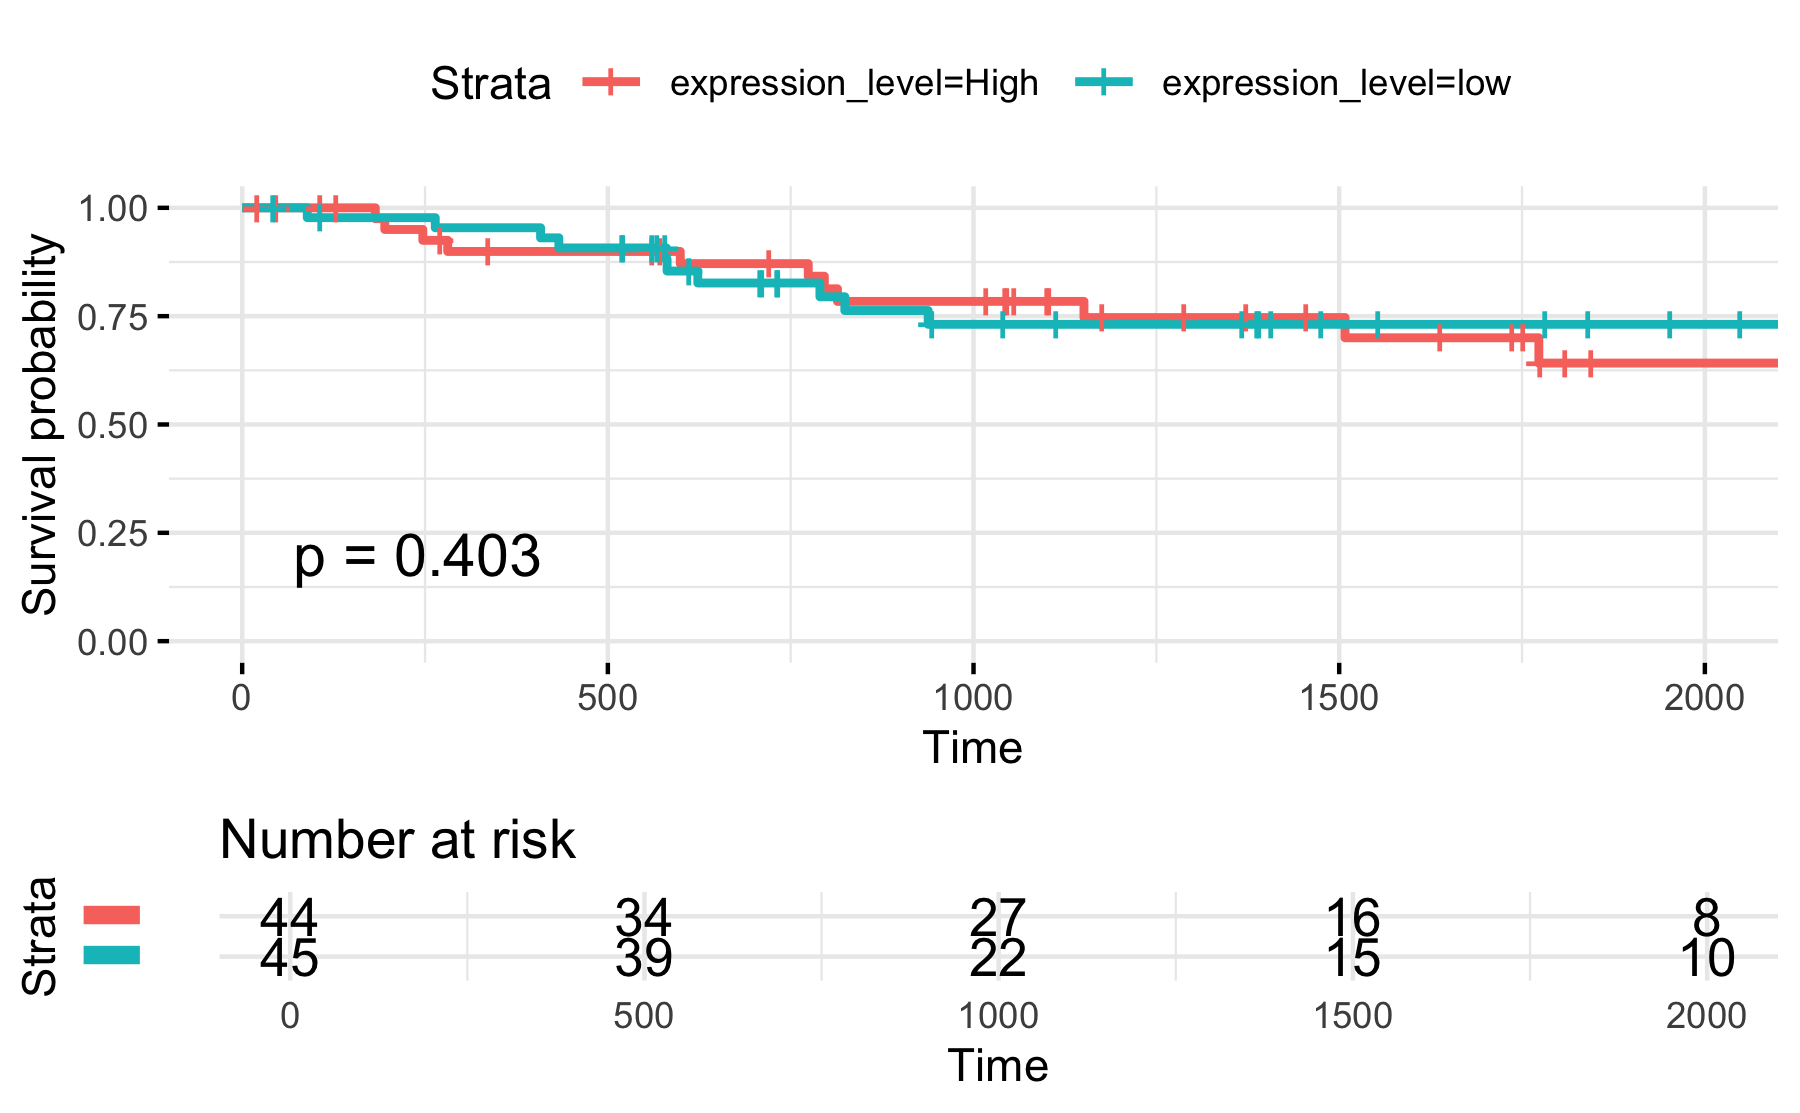 Strata expression_level=High expression_level=low
Survival probability
1.00
0.75
0.50
0.25
0.00
p = 0.403
0 500 1000 1500 2000
Time
Number at risk
Strata
44 34 27 16 8
45 39 22 15 10
0 500 1000 1500 2000
Time